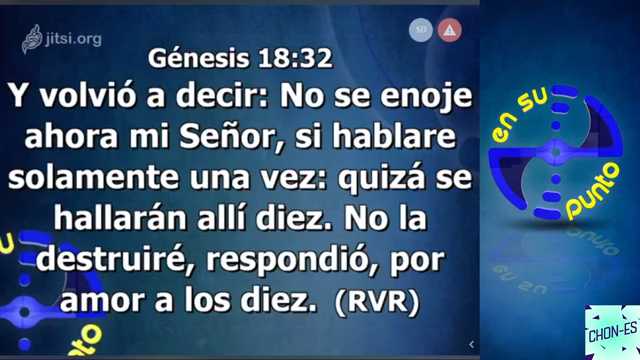 jitsi.org
SD
Génesis 18:32
Y volvió a decir: No se enoje
ahora mi Señor, si hablare
solamente una vez: quizá se
hallarán allí diez. No la
destruiré, respondió, por
amor a los diez. (RVR)
en su
punto
su
punto
CHON-ES